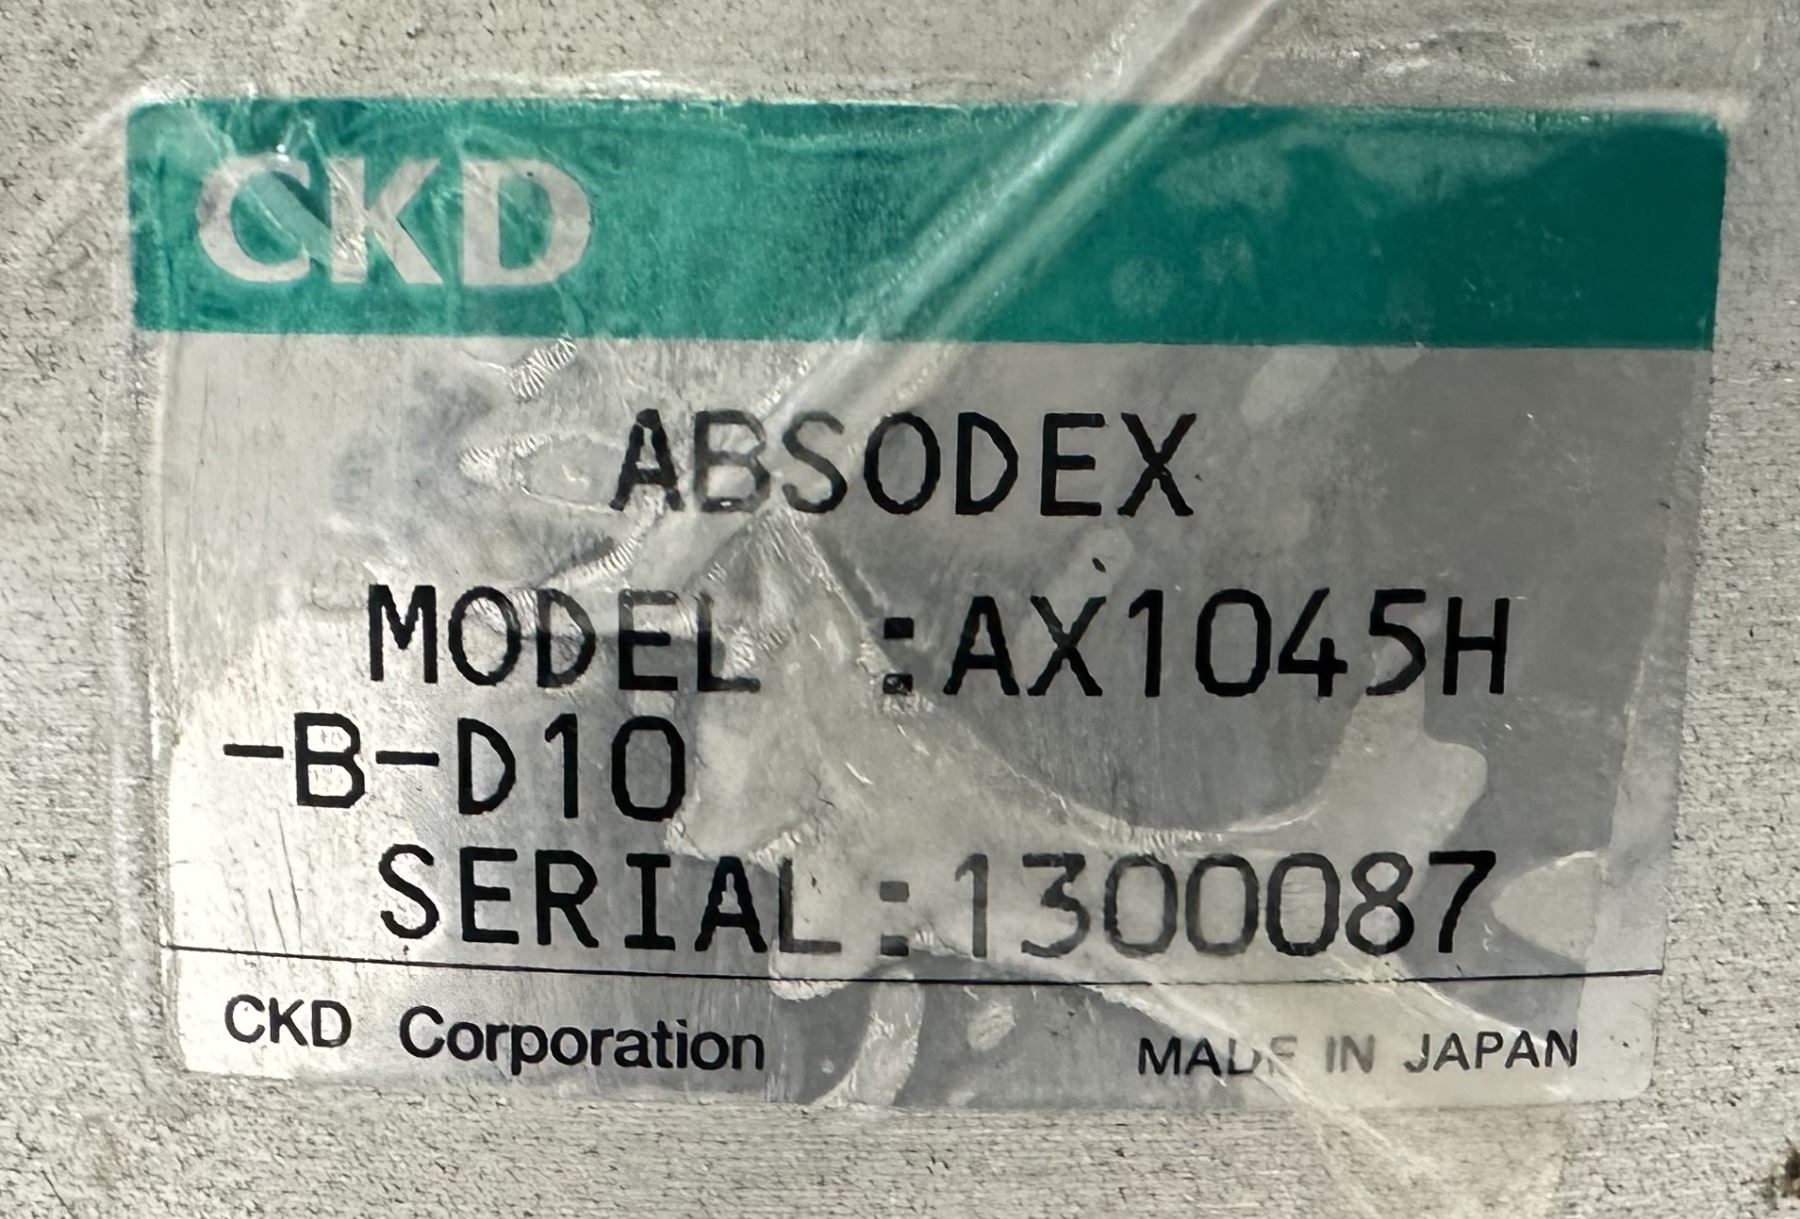 CKD
ABSODEX
MODEL :AX1045H
-B-D10
SERIAL:1300087
CKD Corporation
MADE IN JAPAN